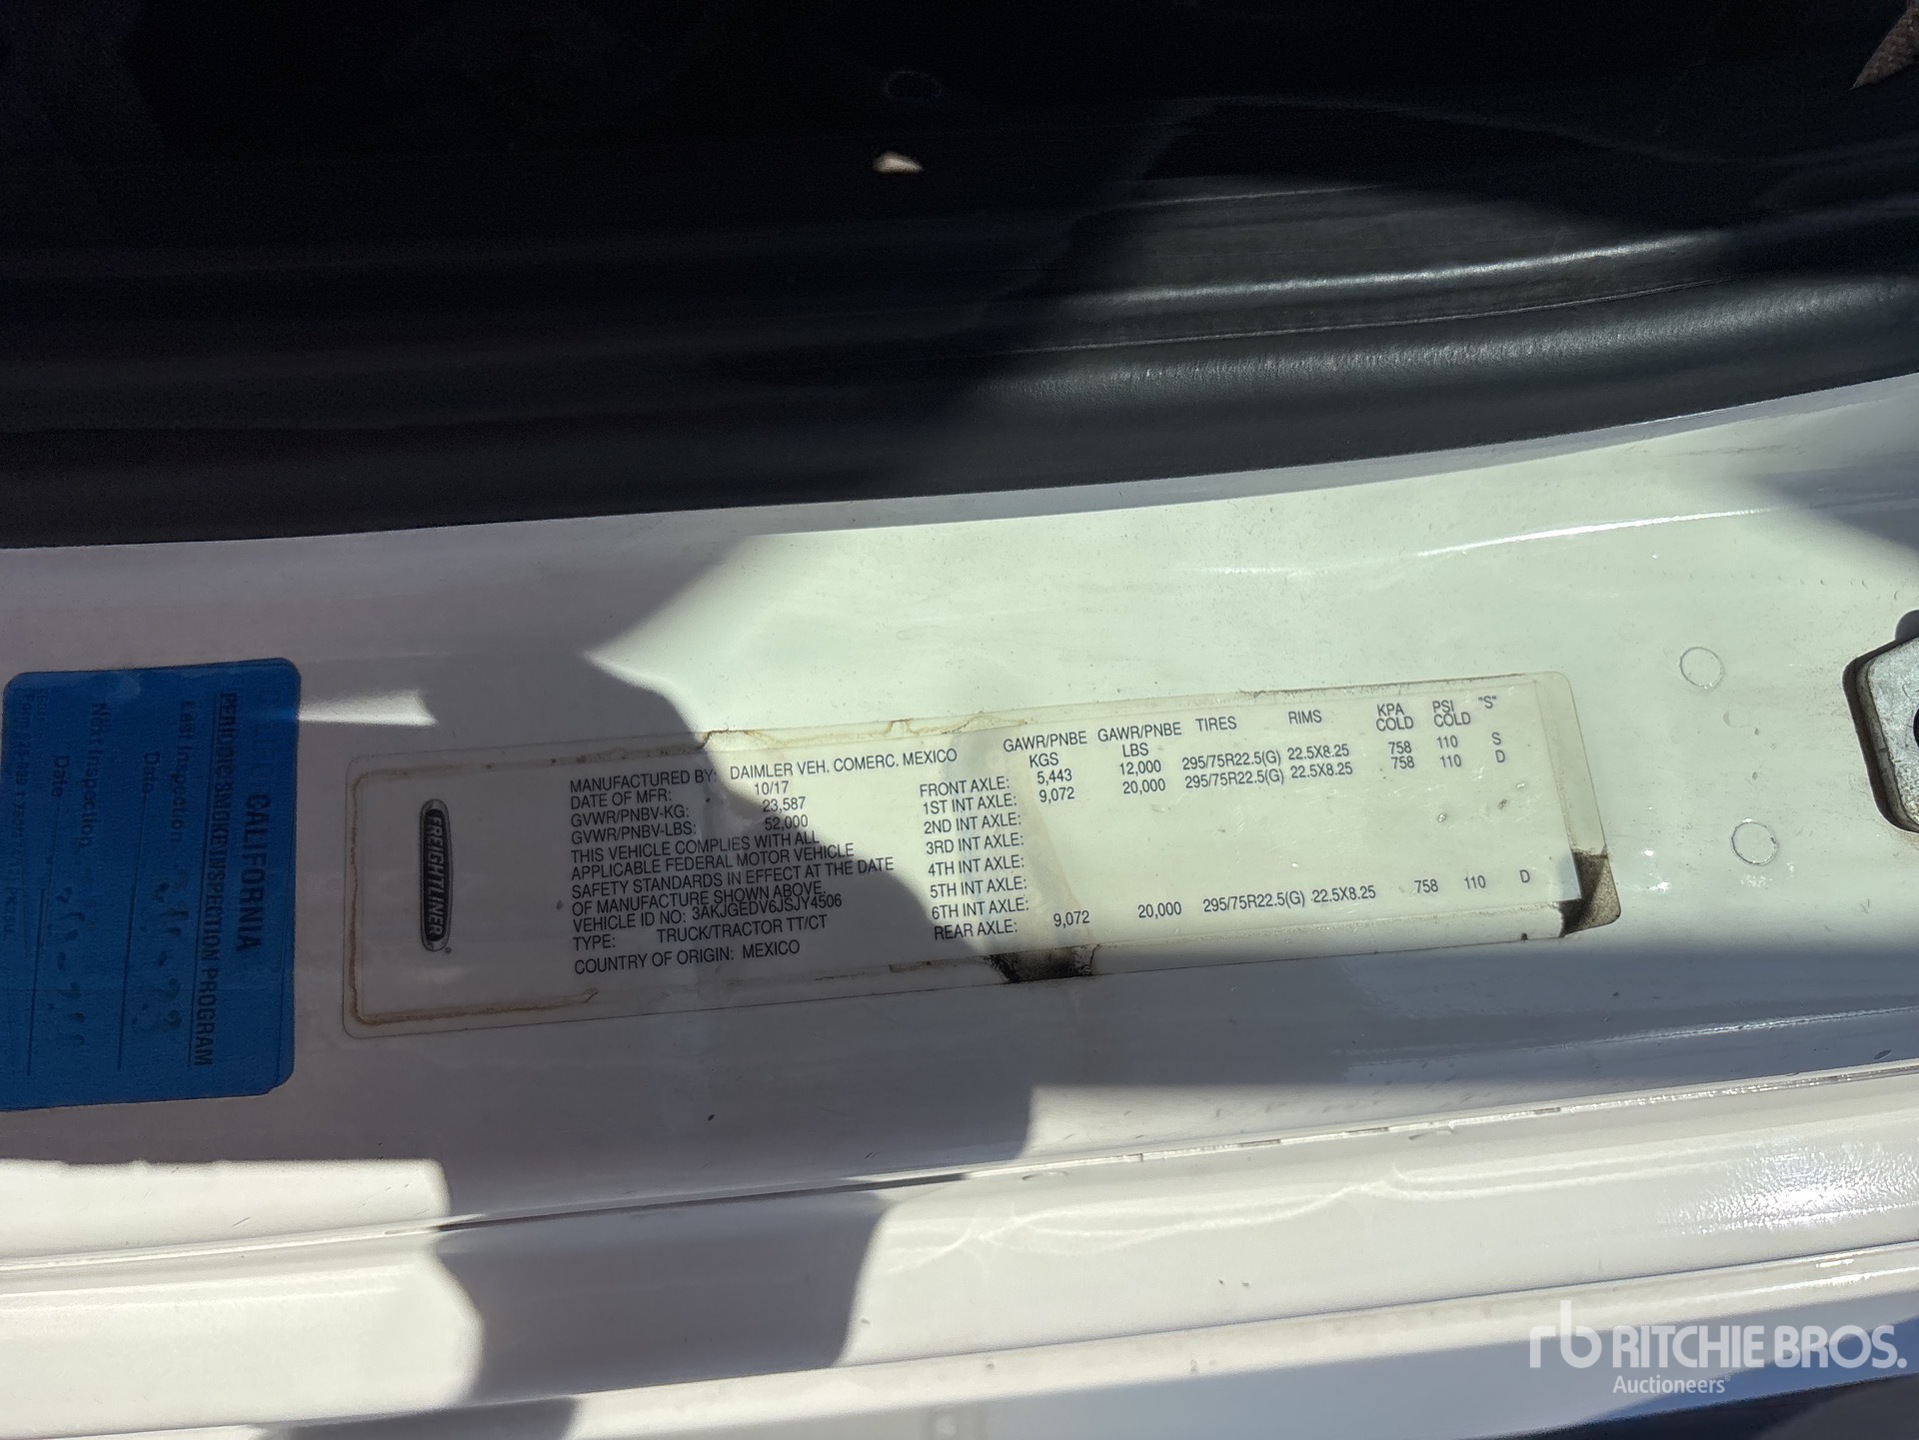 CALIFORNIA
PERIODIC SMOKE INSPECTION PROGRAM
Last Inspection
Date
Next Inspection
Date
FREIGHTLINER
MANUFACTURED BY: DAIMLER VEH. COMERC. MEXICO
DATE OF MFR: 10/17
GVWR/PNBV-KG: 23,587
GVWR/PNBV-LBS: 52,000
THIS VEHICLE COMPLIES WITH ALL
APPLICABLE FEDERAL MOTOR VEHICLE
SAFETY STANDARDS IN EFFECT AT THE DATE
OF MANUFACTURE SHOWN ABOVE.
VEHICLE ID NO: 3AKJGEDV6JSJY4506
TYPE: TRUCK/TRACTOR TT/CT
COUNTRY OF ORIGIN: MEXICO
GAWR/PNBE KGS GAWR/PNBE LBS TIRES RIMS KPA COLD PSI COLD "S"
FRONT AXLE: 5,443 12,000 295/75R22.5(G) 22.5X8.25 758 110 S
1ST INT AXLE: 9,072 20,000 295/75R22.5(G) 22.5X8.25 758 110 D
2ND INT AXLE:
3RD INT AXLE:
4TH INT AXLE:
5TH INT AXLE:
6TH INT AXLE:
REAR AXLE: 9,072 20,000 295/75R22.5(G) 22.5X8.25 758 110 D
rb RITCHIE BROS.
Auctioneers